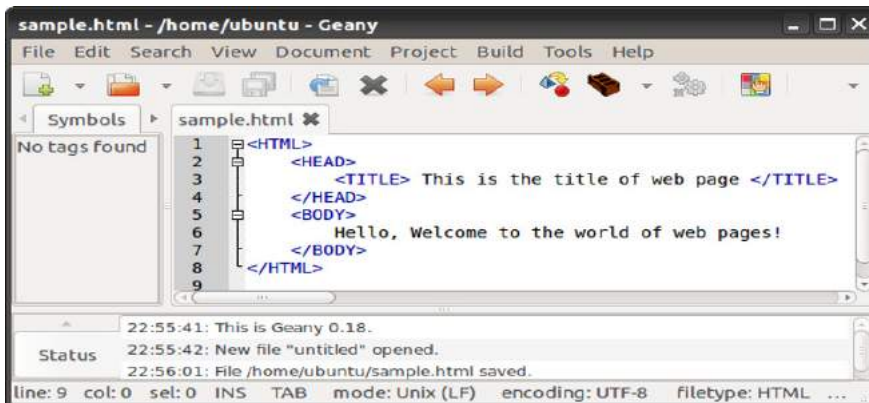 sample.html - /home/ubuntu - Geany
File Edit Search View Document Project Build Tools Help
Symbols
sample.html
No tags found
1 <HTML>
2 <HEAD>
3 <TITLE> This is the title of web page </TITLE>
4 </HEAD>
5 <BODY>
6 Hello, Welcome to the world of web pages!
7 </BODY>
8 </HTML>
9
Status
22:55:41: This is Geany 0.18.
22:55:42: New file "untitled" opened.
22:56:01: File /home/ubuntu/sample.html saved.
line: 9 col: 0 sel: 0 INS TAB mode: Unix (LF) encoding: UTF-8 filetype: HTML ...